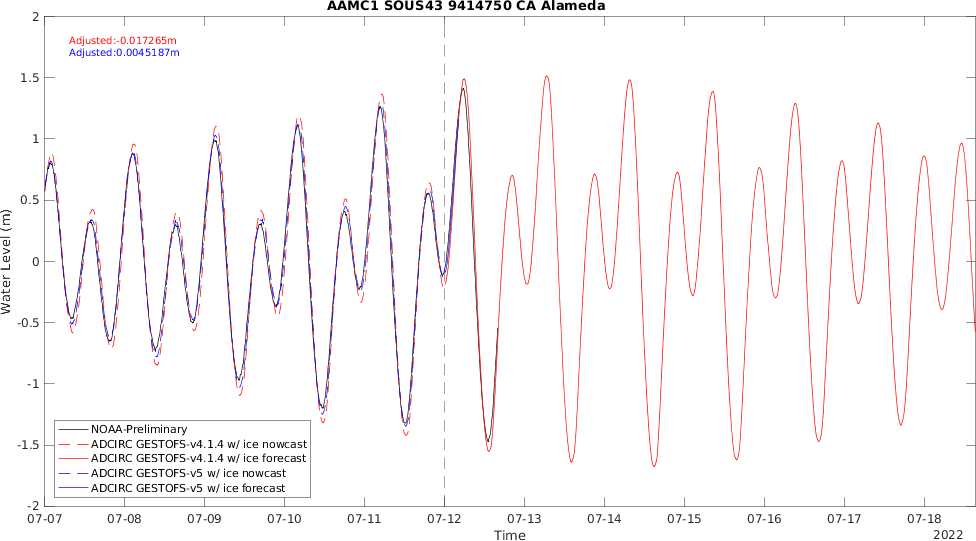 AAMC1 SOUS43 9414750 CA Alameda
2
Adjusted:-0.017265m
Adjusted:0.0045187m
1.5
1
0.5
0
-0.5
-1
-1.5
-2
Water Level (m)
NOAA-Preliminary
ADCIRC GESTOFS-v4.1.4 w/ ice nowcast
ADCIRC GESTOFS-v4.1.4 w/ ice forecast
ADCIRC GESTOFS-v5 w/ ice nowcast
ADCIRC GESTOFS-v5 w/ ice forecast
07-07 07-08 07-09 07-10 07-11 07-12 07-13 07-14 07-15 07-16 07-17 07-18
Time
2022